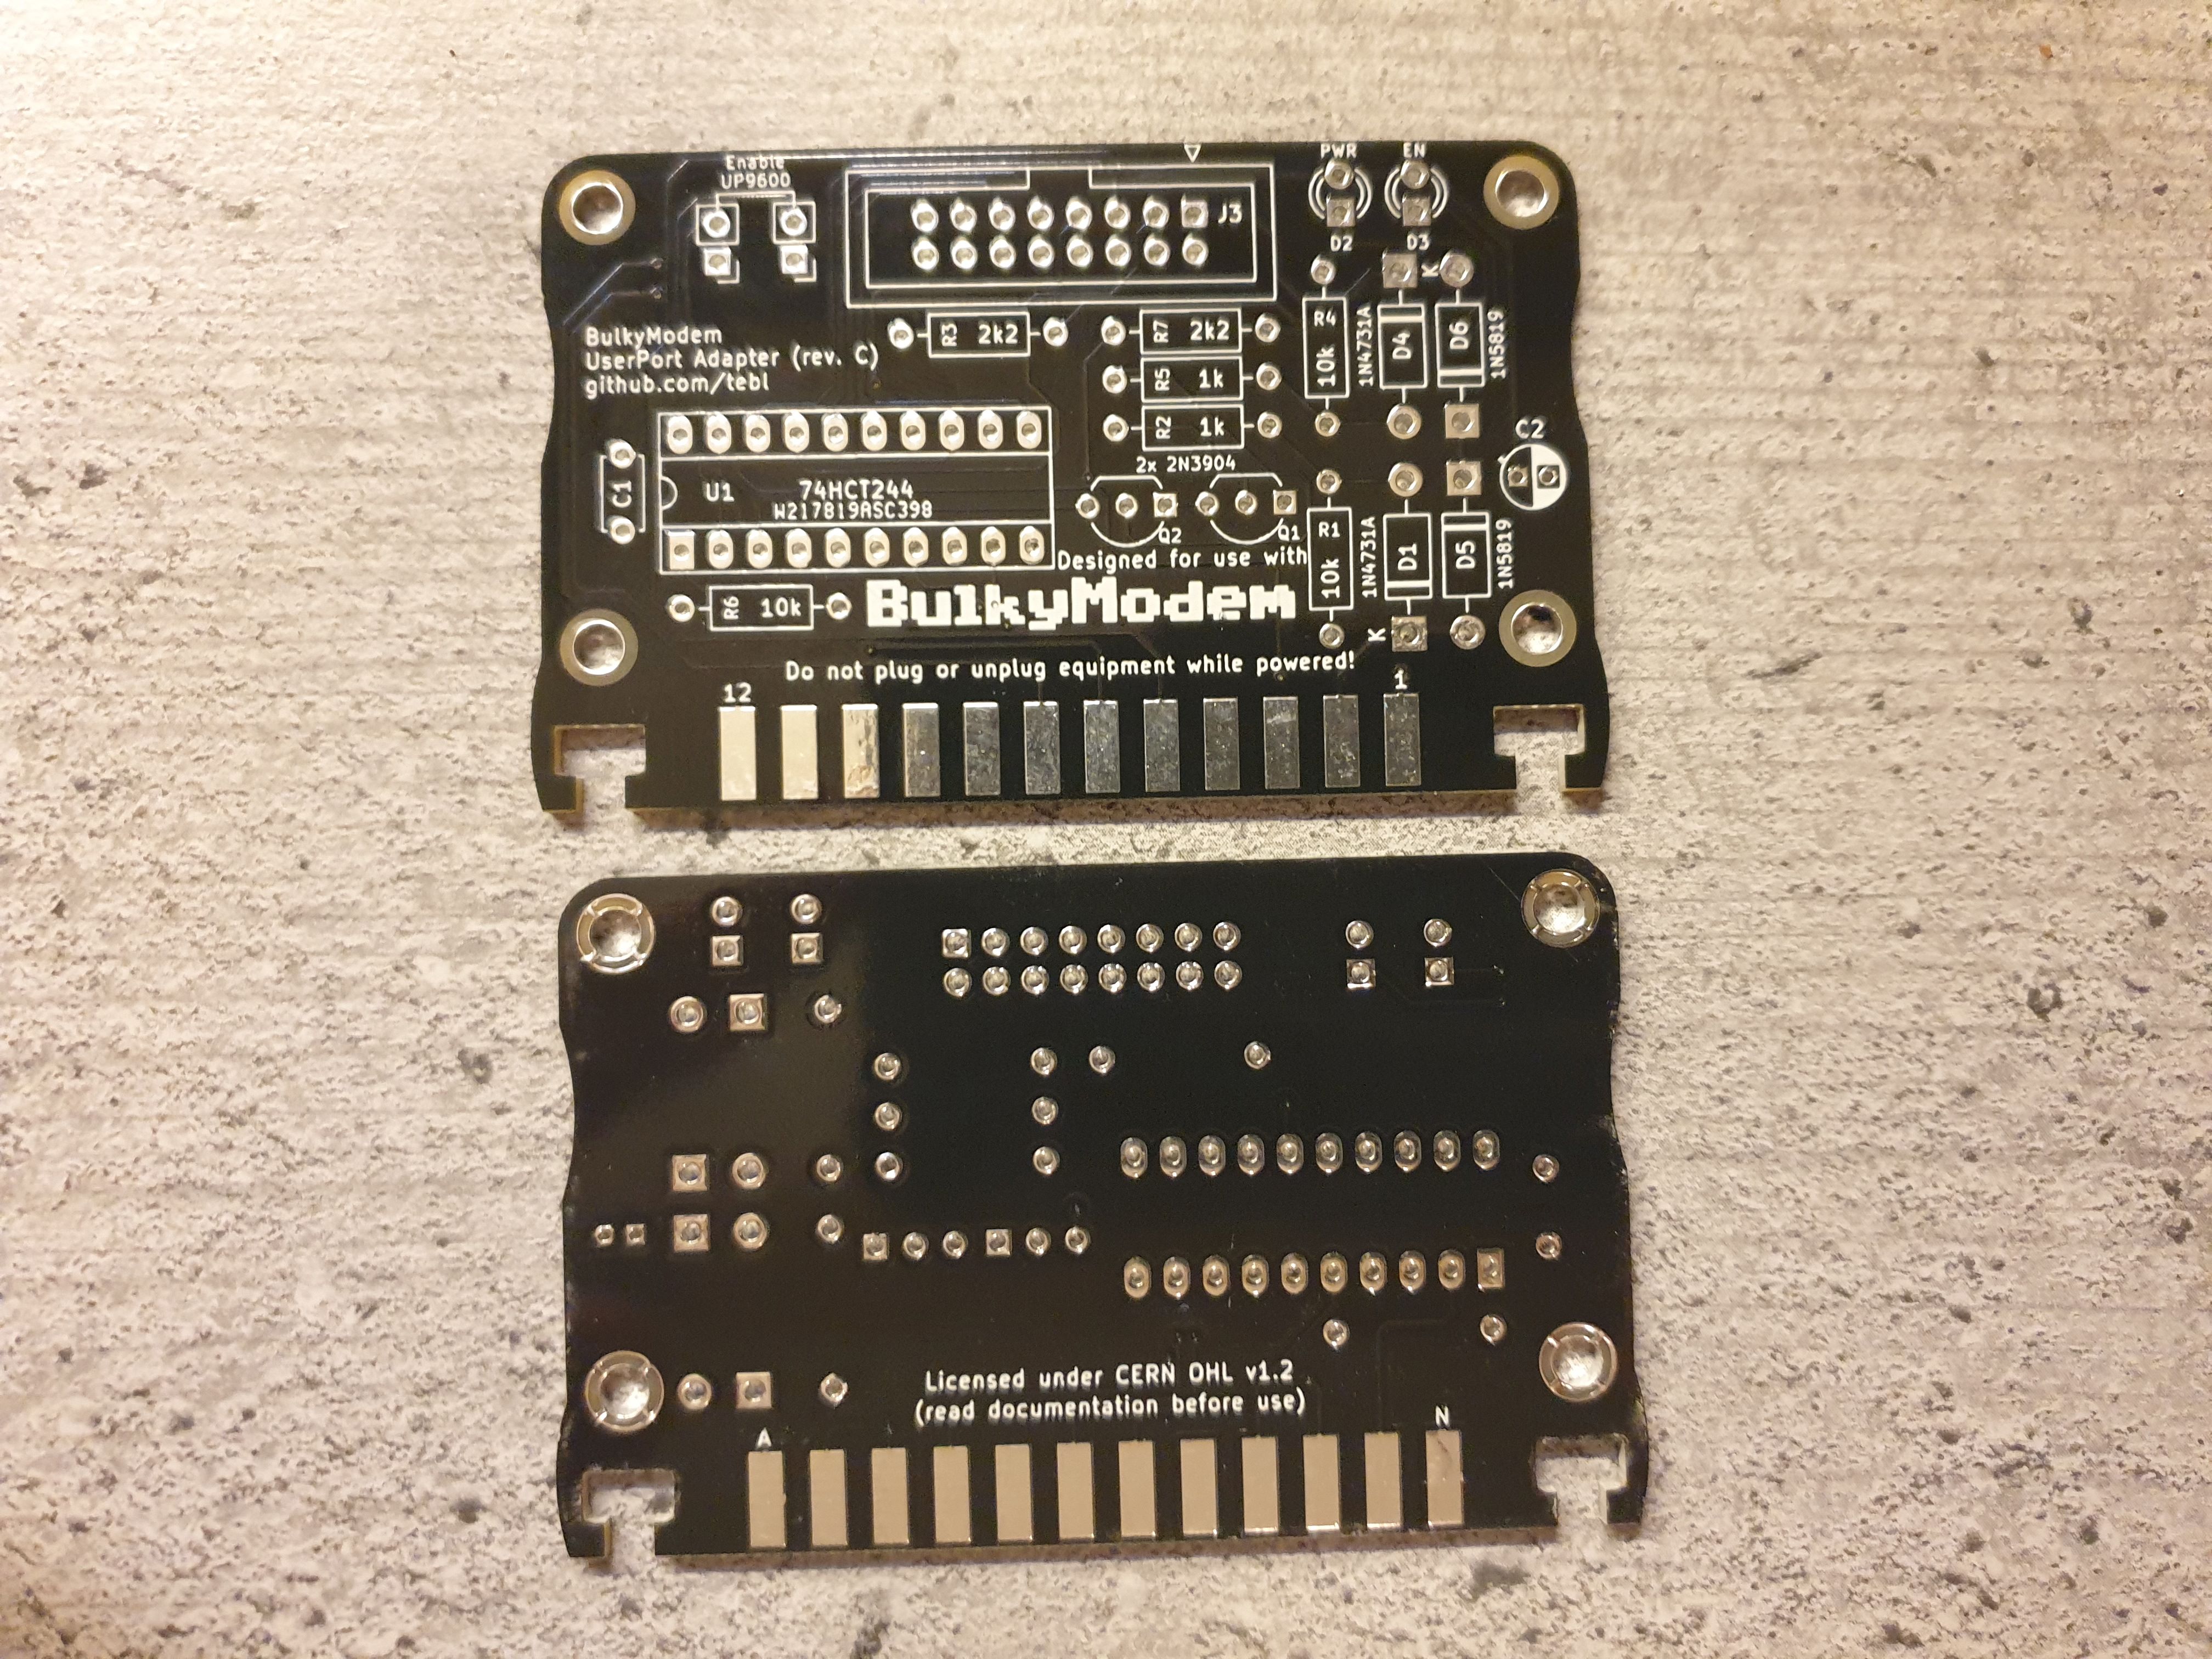 Enable
UP9600
PWR
EN
J3
D2
D3
K
BulkyModem
UserPort Adapter (rev. C)
github.com/tebl
R3 2k2
R7 2k2
R5 1k
R2 1k
R4 10k
1N4731A
D4
D6
1N5819
C2
C1
U1
74HCT244
W217819ASC398
2x 2N3904
Q2
Q1
R1 10k
1N4731A
D1
D5
1N5819
K
Designed for use with
BulkyModem
R6 10k
Do not plug or unplug equipment while powered!
12
1
Licensed under CERN OHL v1.2
(read documentation before use)
A
N